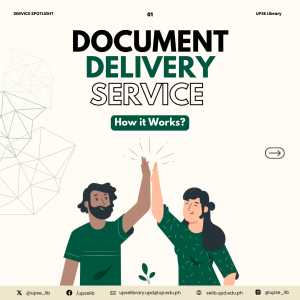 SERVICE SPOTLIGHT
01
UPSE Library
DOCUMENT
DELIVERY
SERVICE
How it Works?
@upse_lib
/upselib
upselibrary.upd@up.edu.ph
selib.upd.edu.ph
@upse_lib